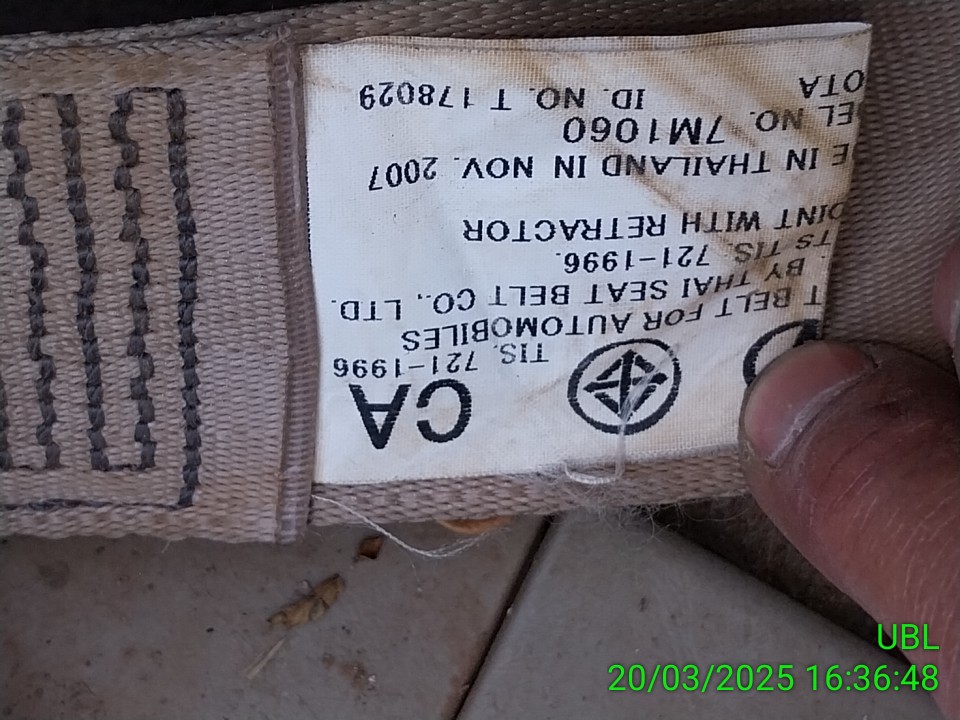 CA
TIS. 721-1996
T BELT FOR AUTOMOBILES
. BY THAI SEAT BELT CO., LTD.
TS TIS. 721-1996.
OINT WITH RETRACTOR
E IN THAILAND IN NOV. 2007
EL NO. 7M1060
OTA ID. NO. T 178029
UBL
20/03/2025 16:36:48